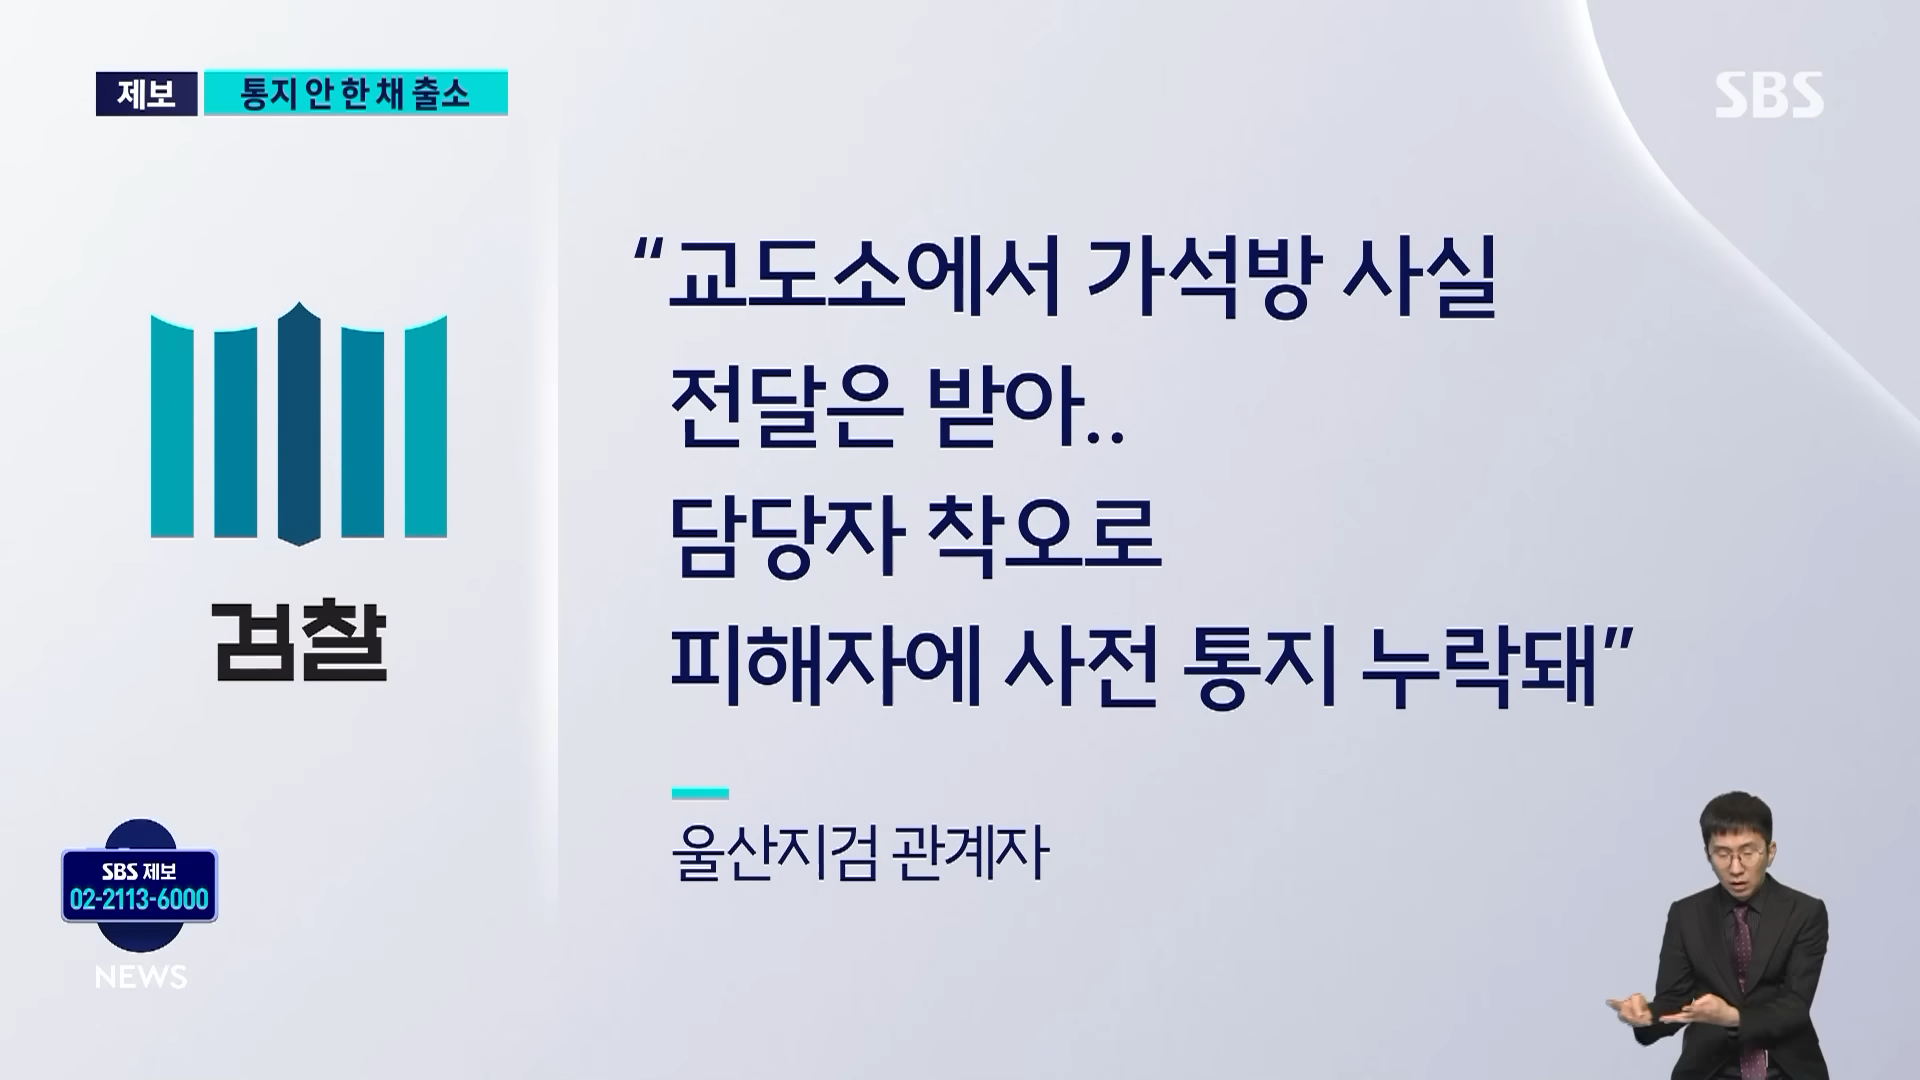 제보 통지 안 한 채 출소
SBS
“교도소에서 가석방 사실
전달은 받아..
담당자 착오로
피해자에 사전 통지 누락돼”
검찰
울산지검 관계자
SBS 제보
02-2113-6000
NEWS